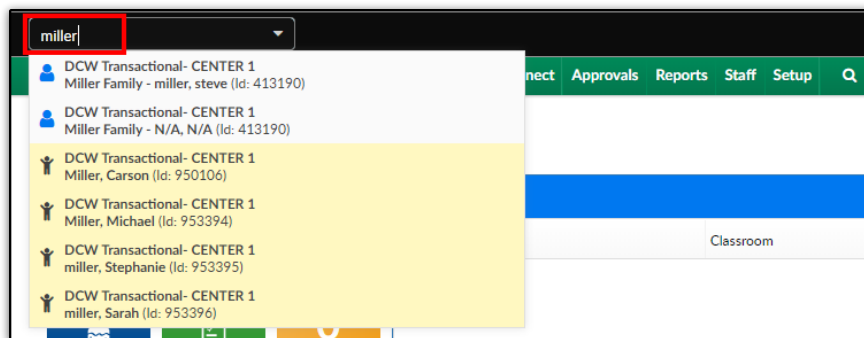 miller
DCW Transactional- CENTER 1
Miller Family - miller, steve (Id: 413190)
DCW Transactional- CENTER 1
Miller Family - N/A, N/A (Id: 413190)
DCW Transactional- CENTER 1
Miller, Carson (Id: 950106)
DCW Transactional- CENTER 1
Miller, Michael (Id: 953394)
DCW Transactional- CENTER 1
miller, Stephanie (Id: 953395)
DCW Transactional- CENTER 1
miller, Sarah (Id: 953396)
Approvals Reports Staff Setup
Classroom